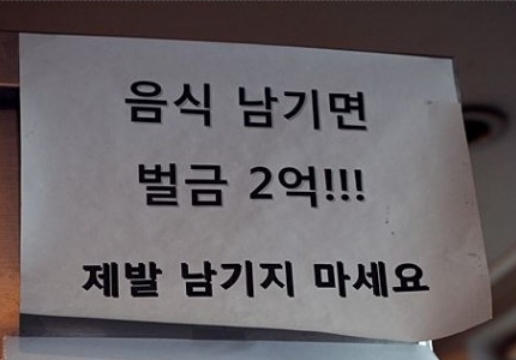 음식 남기면
벌금 2억!!!
제발 남기지 마세요